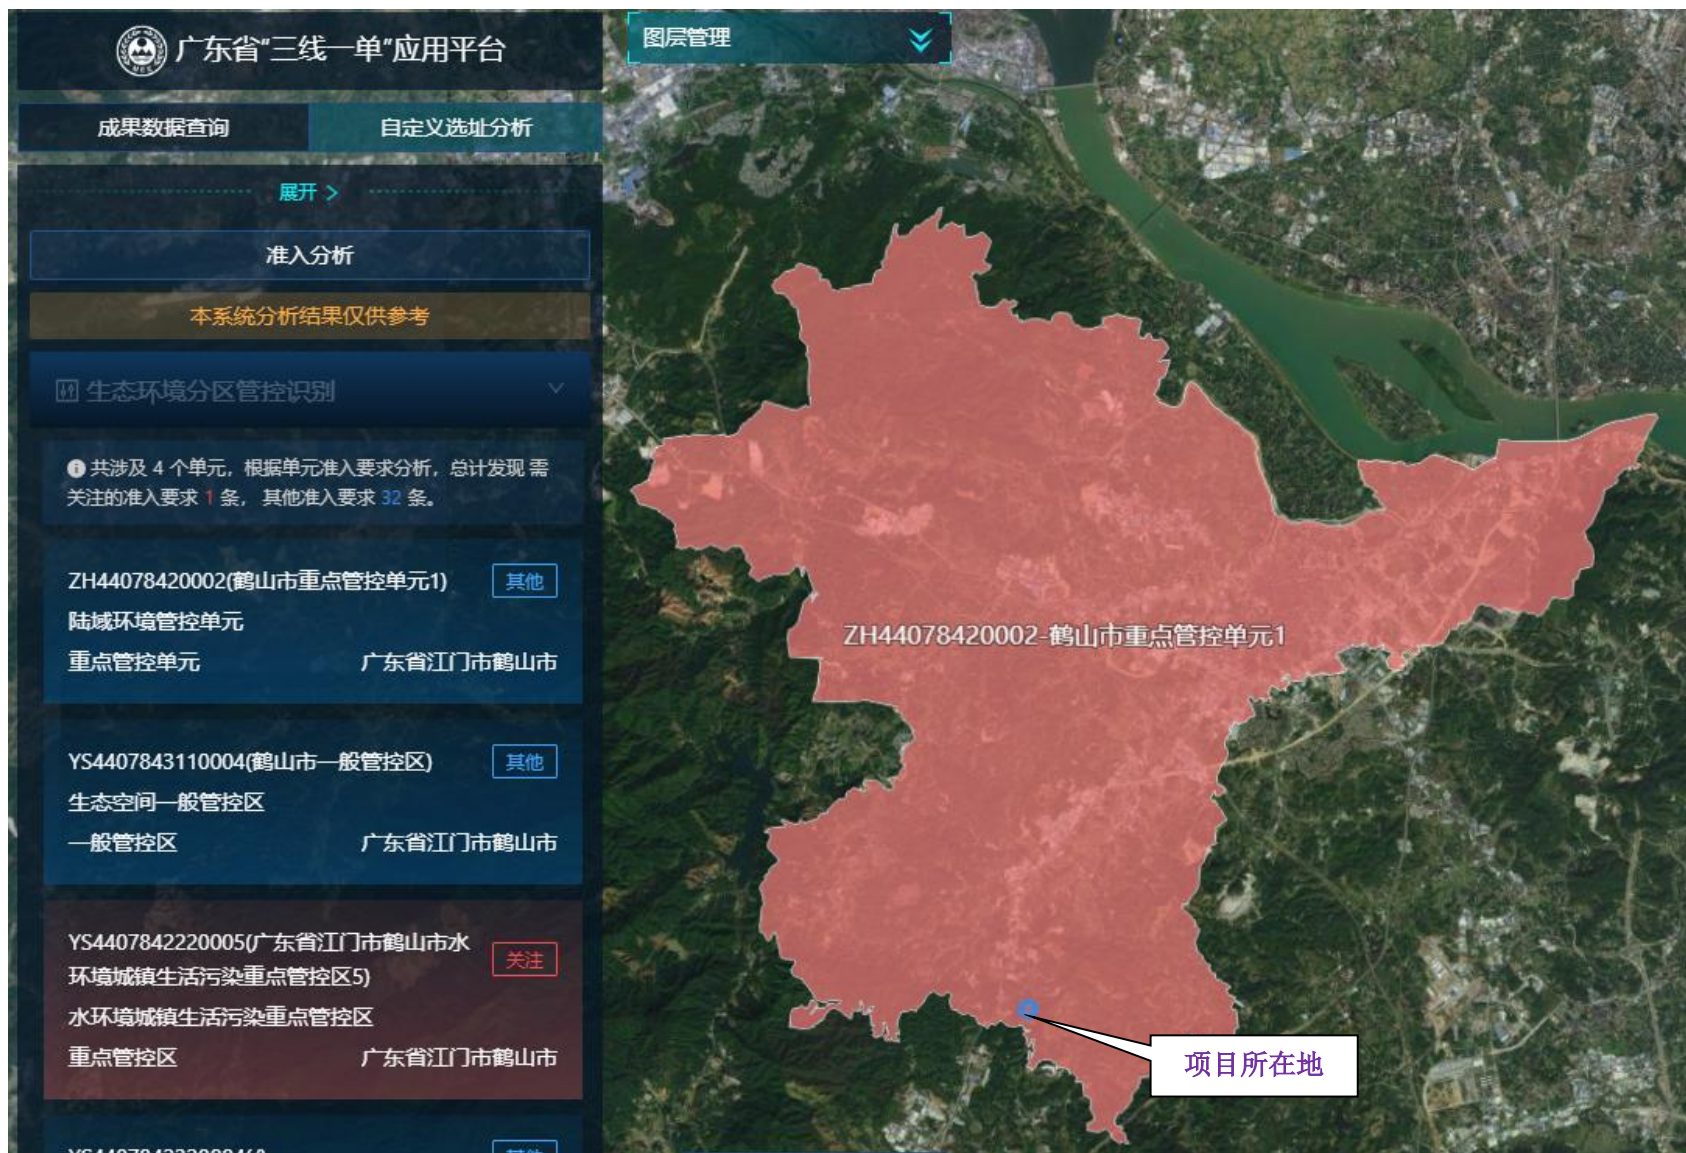 广东省"三线一单"应用平台
成果数据查询
自定义选址分析
展开 >
准入分析
本系统分析结果仅供参考
生态环境分区管控识别
共涉及 4 个单元，根据单元准入要求分析，总计发现 需
关注的准入要求 1 条， 其他准入要求 32 条。
ZH44078420002(鹤山市重点管控单元1)
其他
陆域环境管控单元
重点管控单元
广东省江门市鹤山市
YS4407843110004(鹤山市一般管控区)
其他
生态空间一般管控区
一般管控区
广东省江门市鹤山市
YS4407842220005(广东省江门市鹤山市水
环境城镇生活污染重点管控区5)
关注
水环境城镇生活污染重点管控区
重点管控区
广东省江门市鹤山市
图层管理
ZH44078420002-鹤山市重点管控单元1
项目所在地